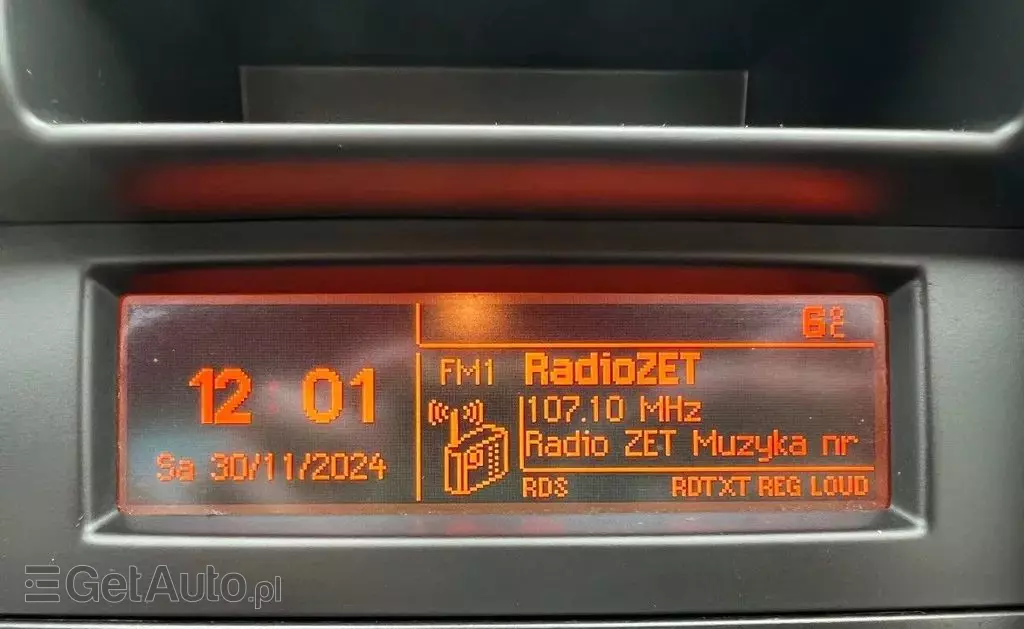 6°C
12:01
Sa 30/11/2024
FM1 RadioZET
107.10 MHz
Radio ZET Muzyka nr
RDS RDTXT REG LOUD
GetAuto.pl